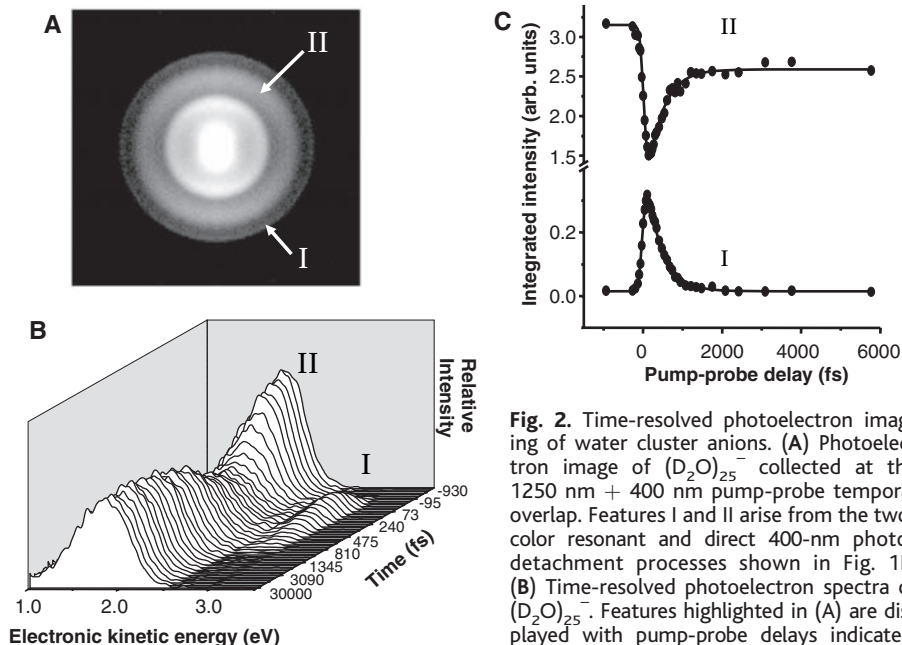 A
II
I
B
II
I
Relative
Intensity
-930
-95
73
240
475
810
1345
3090
30000
Time (fs)
1.0
2.0
3.0
Electronic kinetic energy (eV)
C
II
I
3.0
2.5
2.0
1.5
0.2
0.0
Integrated intensity (arb. units)
0
2000
4000
6000
Pump-probe delay (fs)
Fig. 2. Time-resolved photoelectron imag
ing of water cluster anions. (A) Photoelec
tron image of (D₂O)₂₅⁻ collected at th
1250 nm + 400 nm pump-probe tempora
overlap. Features I and II arise from the two
color resonant and direct 400-nm photo
detachment processes shown in Fig. 1
(B) Time-resolved photoelectron spectra o
(D₂O)₂₅⁻. Features highlighted in (A) are dis
played with pump-probe delays indicate